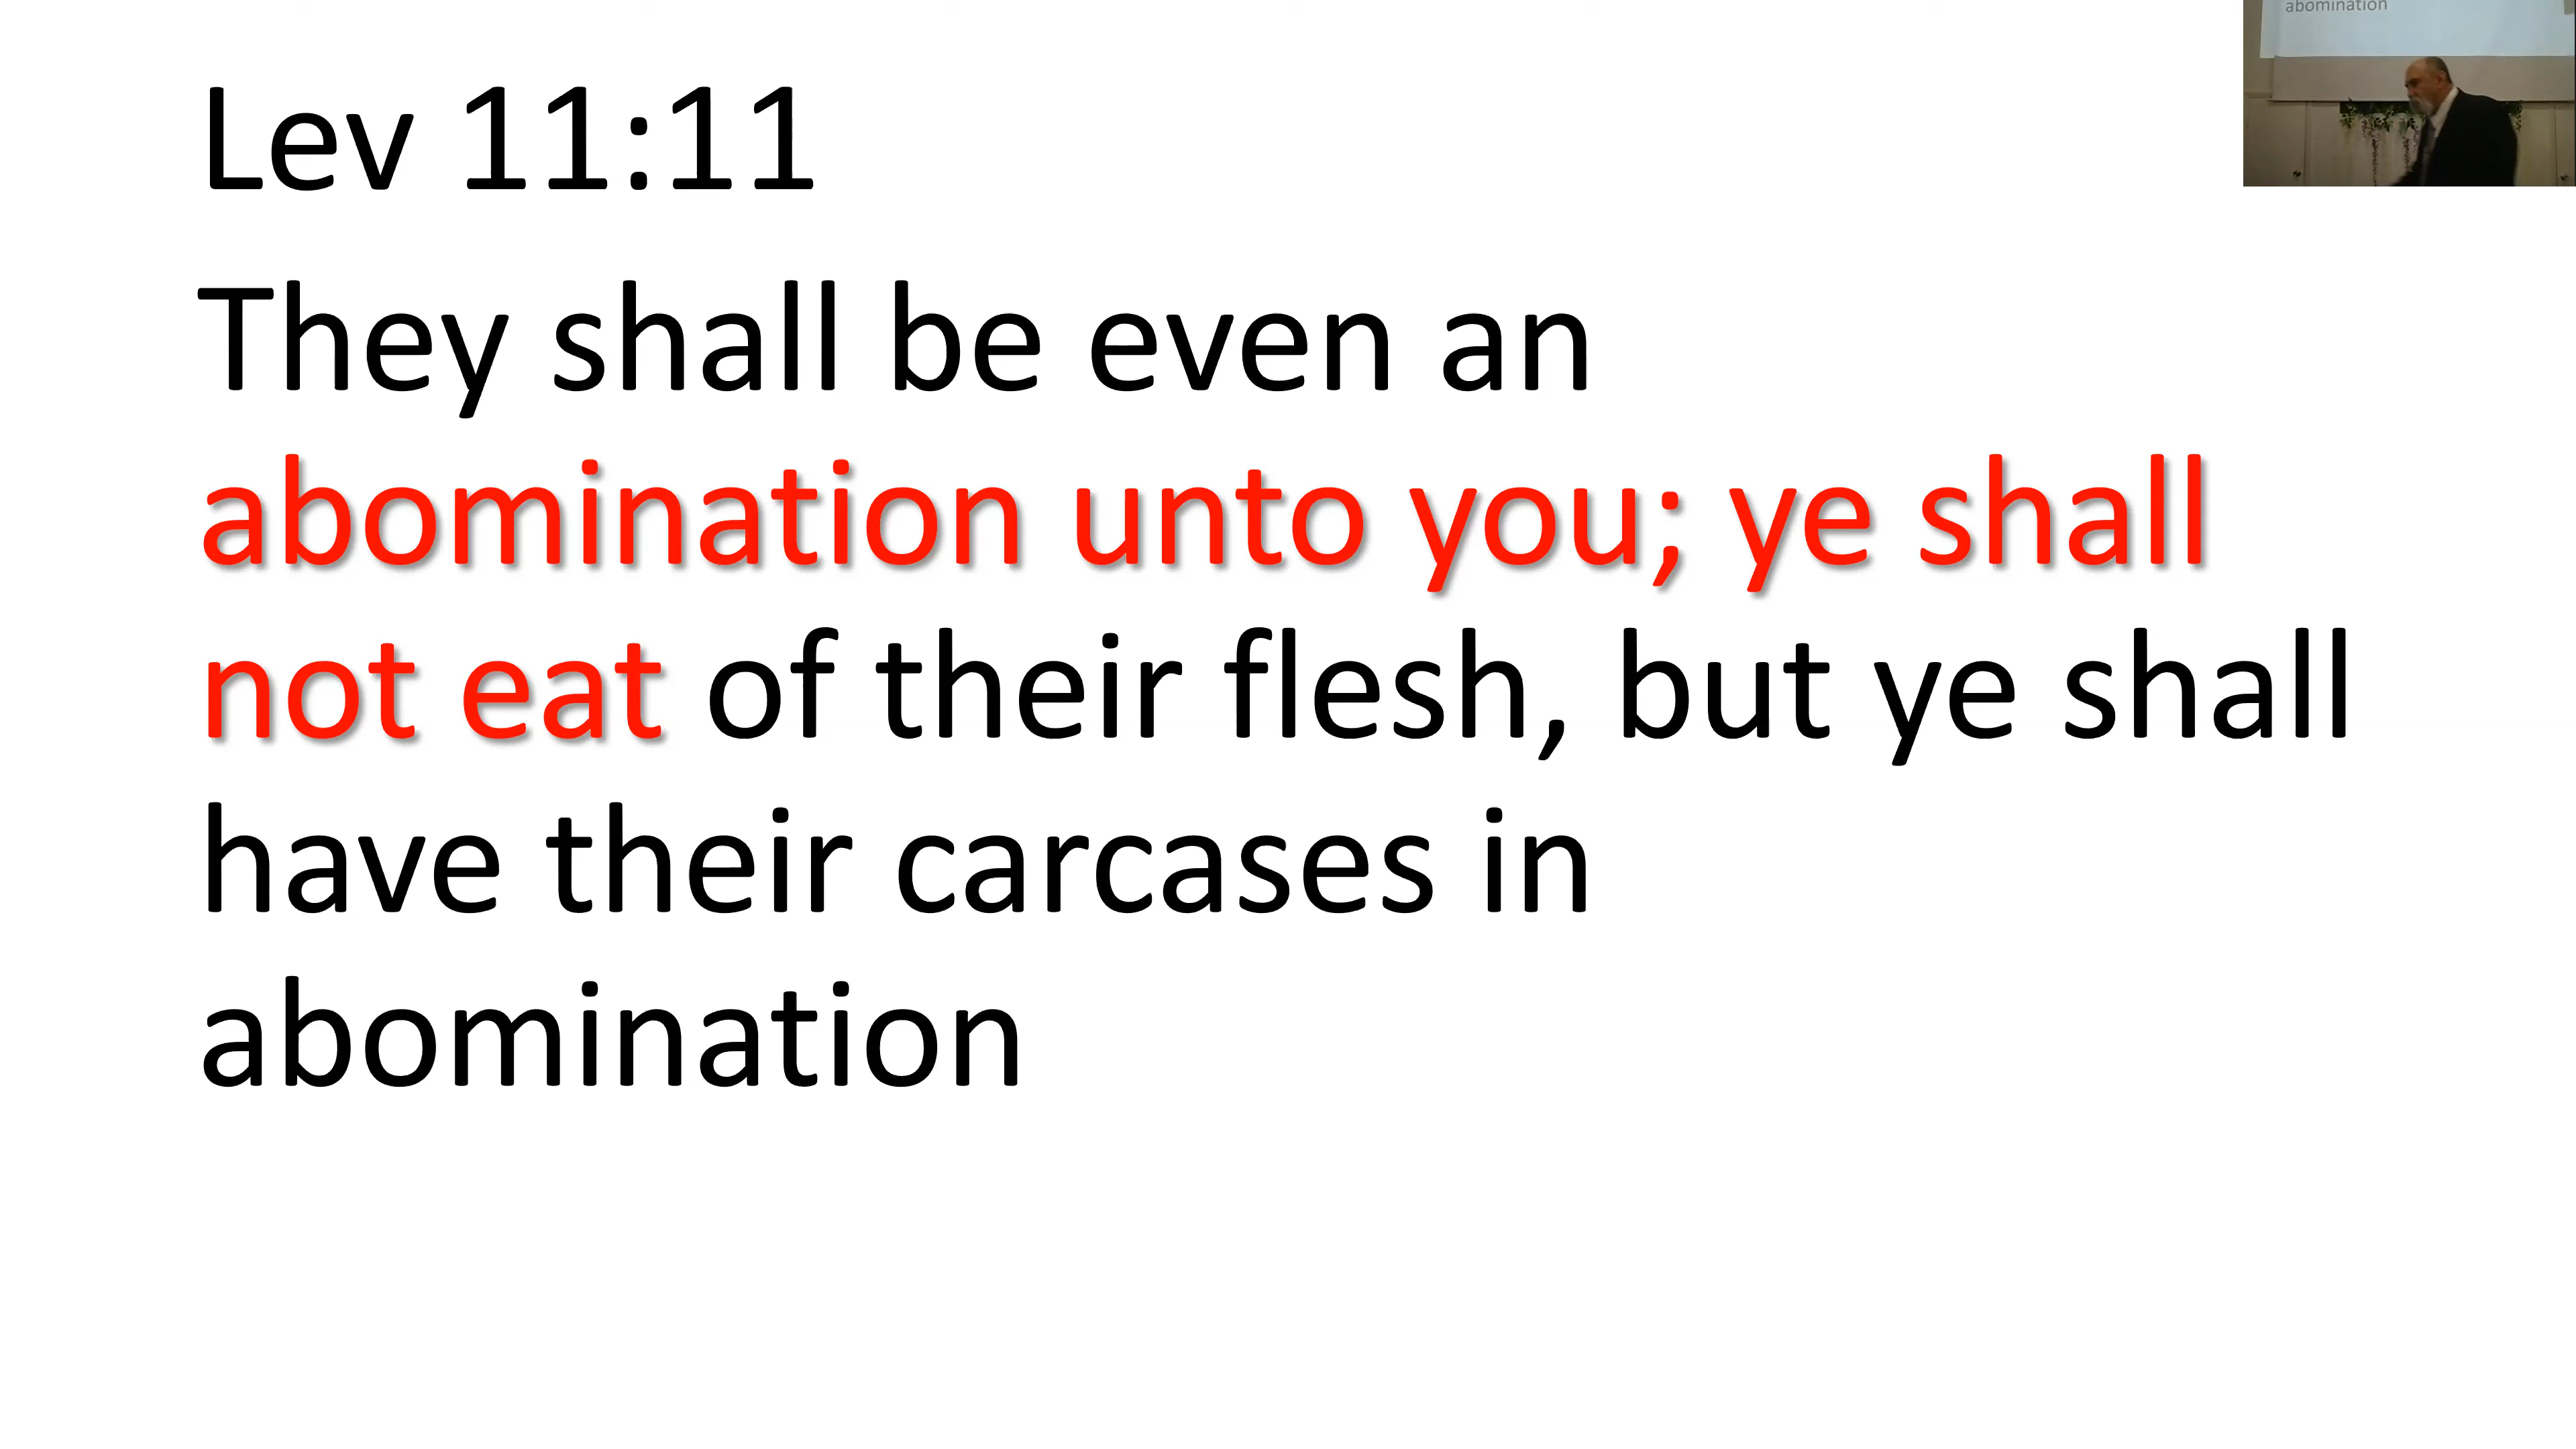 abomination
Lev 11:11
They shall be even an
abomination unto you; ye shall
not eat of their flesh, but ye shall
have their carcases in
abomination